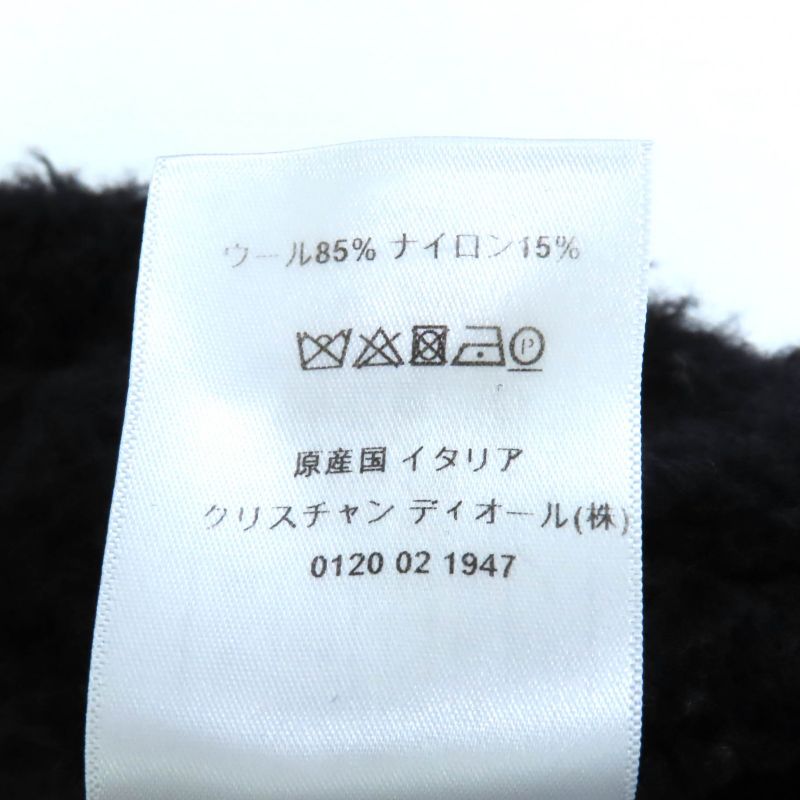 ウール85% ナイロン15%
P
原産国 イタリア
クリスチャン ディオール(株)
0120 02 1947